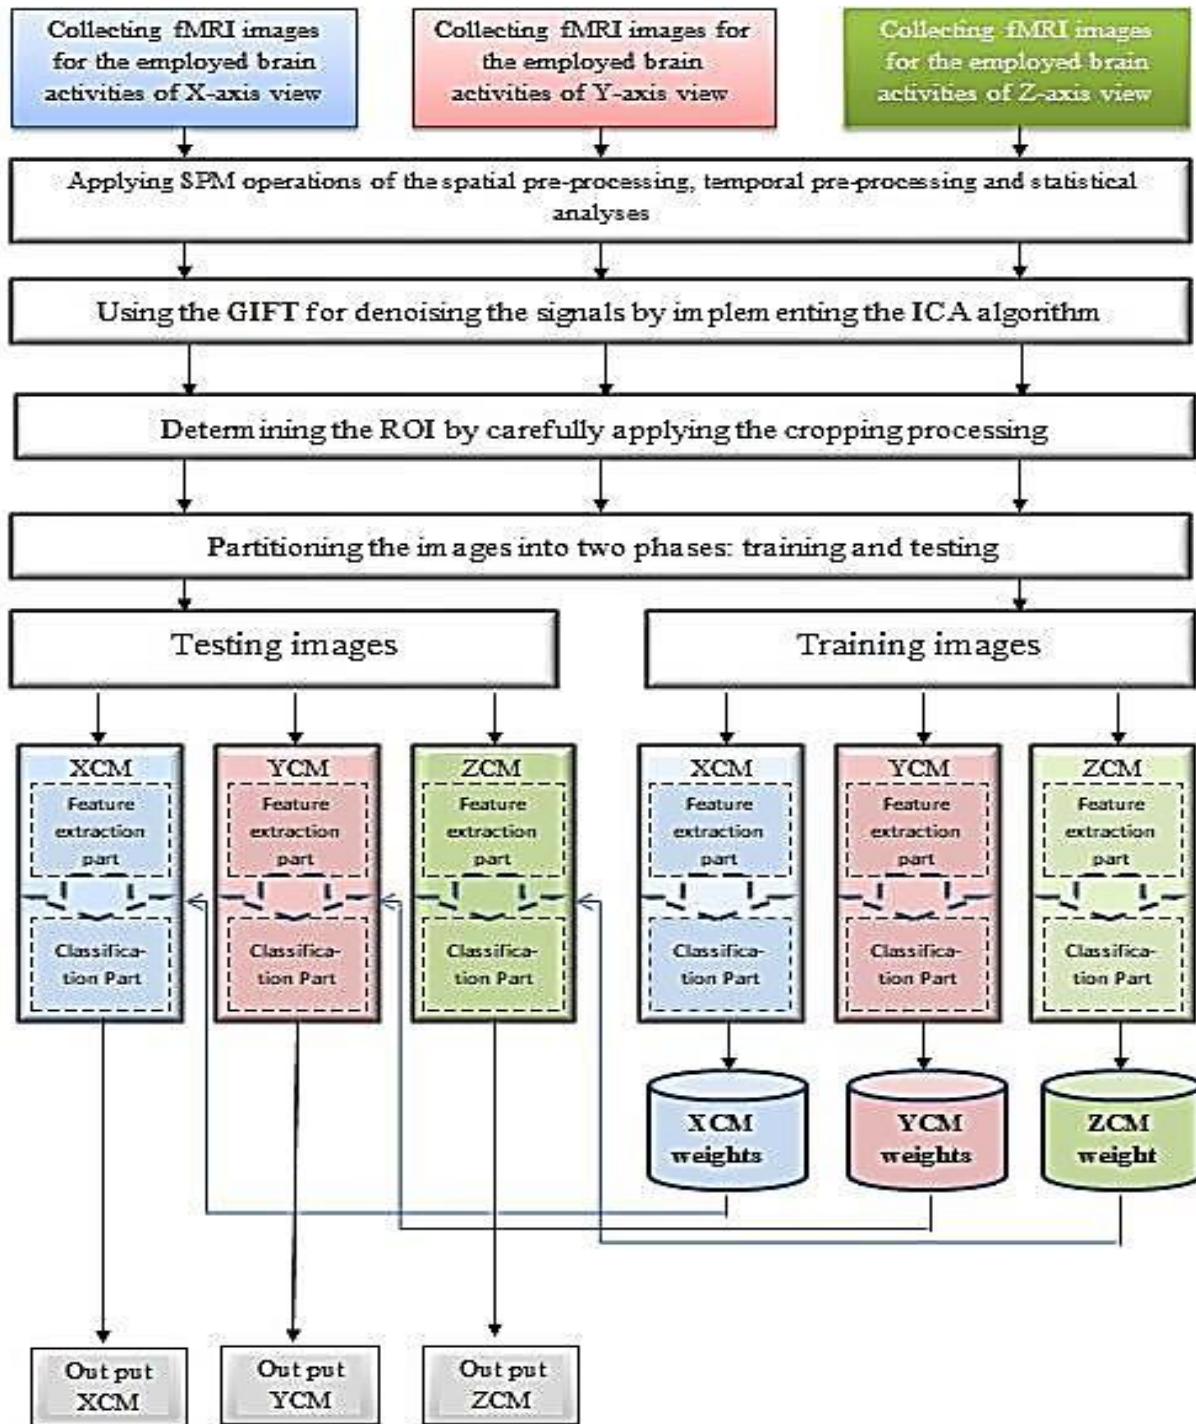 Collecting fMRI images
for the employed brain
activities of X-axis view
Collecting fMRI images for
the employed brain
activities of Y-axis view
Collecting fMRI images
for the employed brain
activities of Z-axis view
Applying SPM operations of the spatial pre-processing, temporal pre-processing and statistical
analyses
Using the GIFT for denoising the signals by implementing the ICA algorithm
Determining the ROI by carefully applying the cropping processing
Partitioning the images into two phases: training and testing
Testing images
Training images
XCM
Feature
extraction
part
Classifica-
tion Part
YCM
Feature
extraction
part
Classifica-
tion Part
ZCM
Feature
extraction
part
Classifica-
tion Part
XCM
Feature
extraction
part
Classifica-
tion Part
YCM
Feature
extraction
part
Classifica-
tion Part
ZCM
Feature
extraction
part
Classifica-
tion Part
XCM
weights
YCM
weights
ZCM
weight
Output
XCM
Output
YCM
Output
ZCM